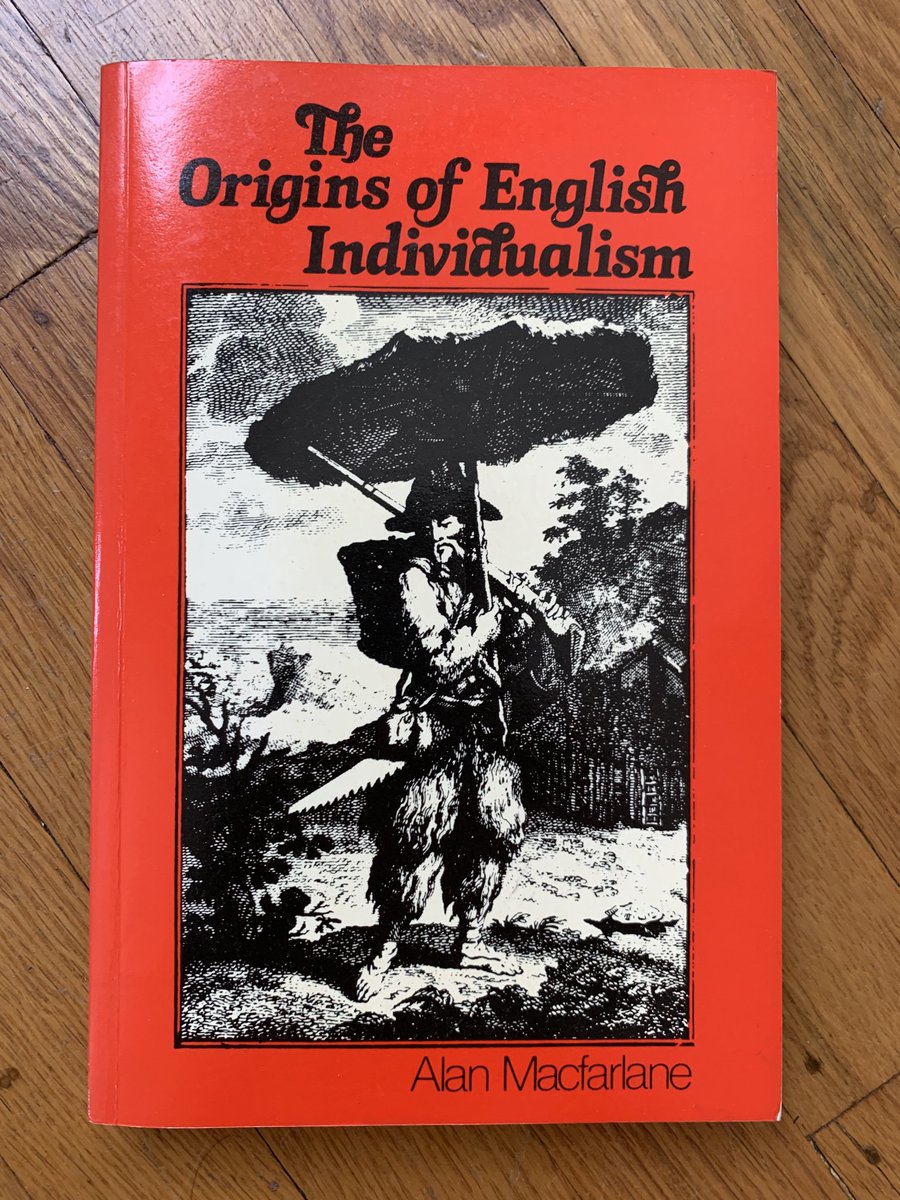 The
Origins of English
Individualism
Alan Macfarlane